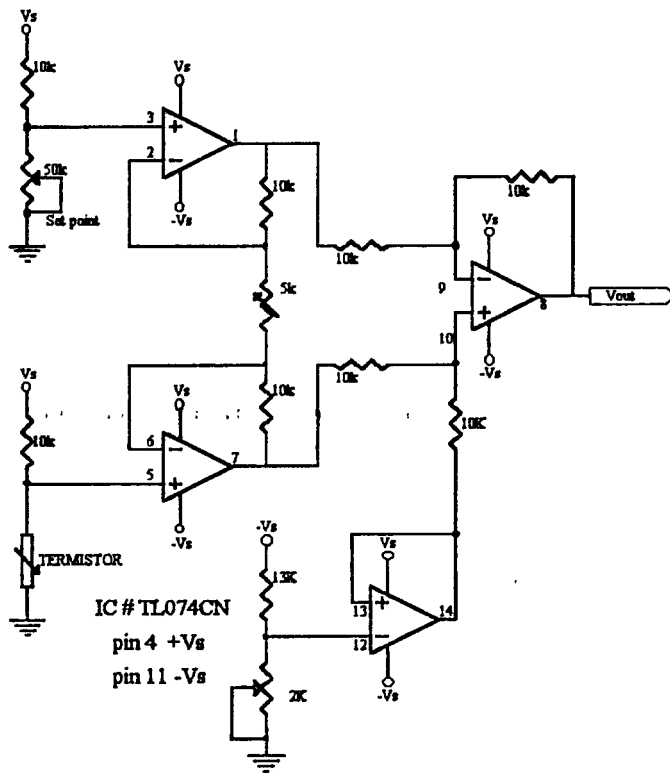 Vs
10k
Vs
3
+
1
2
−
50k
Set point
-Vs
10k
10k
Vs
10k
9
−
8
Vout
5k
+
10
-Vs
Vs
10k
10k
Vs
10k
6
−
7
10K
5
+
-Vs
-Vs
TERMISTOR
13K
Vs
IC # TL074CN
13
+
14
pin 4 +Vs
12
−
pin 11 -Vs
2K
-Vs